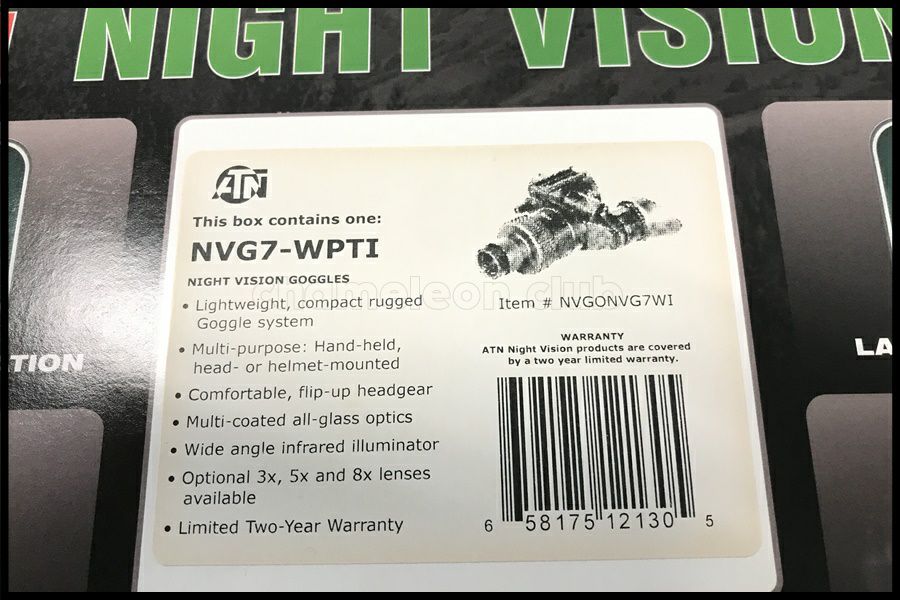 NIGHT VISION
ATN
This box contains one:
NVG7-WPTI
NIGHT VISION GOGGLES
• Lightweight, compact rugged
Goggle system
• Multi-purpose: Hand-held,
head- or helmet-mounted
• Comfortable, flip-up headgear
• Multi-coated all-glass optics
• Wide angle infrared illuminator
• Optional 3x, 5x and 8x lenses
available
• Limited Two-Year Warranty
Item # NVGONVG7WI
WARRANTY
ATN Night Vision products are covered
by a two year limited warranty.
6 58175 12130 5
TION
LA
chelmeleon.club